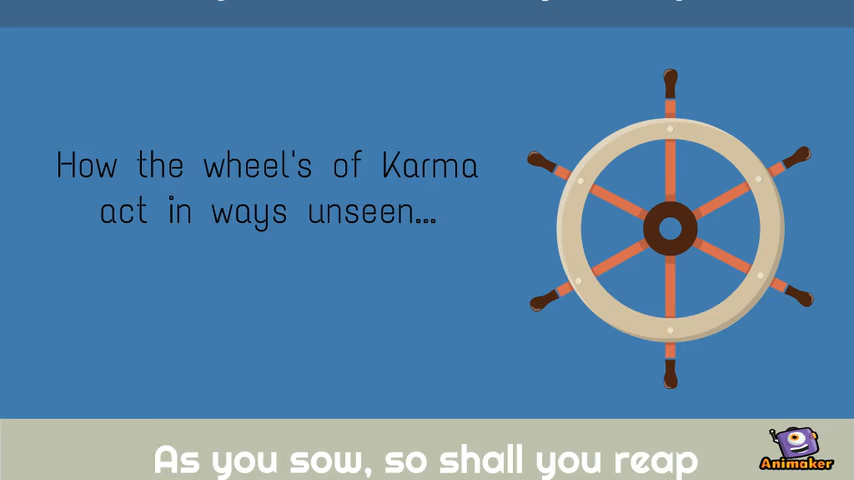 How the wheel's of Karma
act in ways unseen...
As you sow, so shall you reap
Animaker